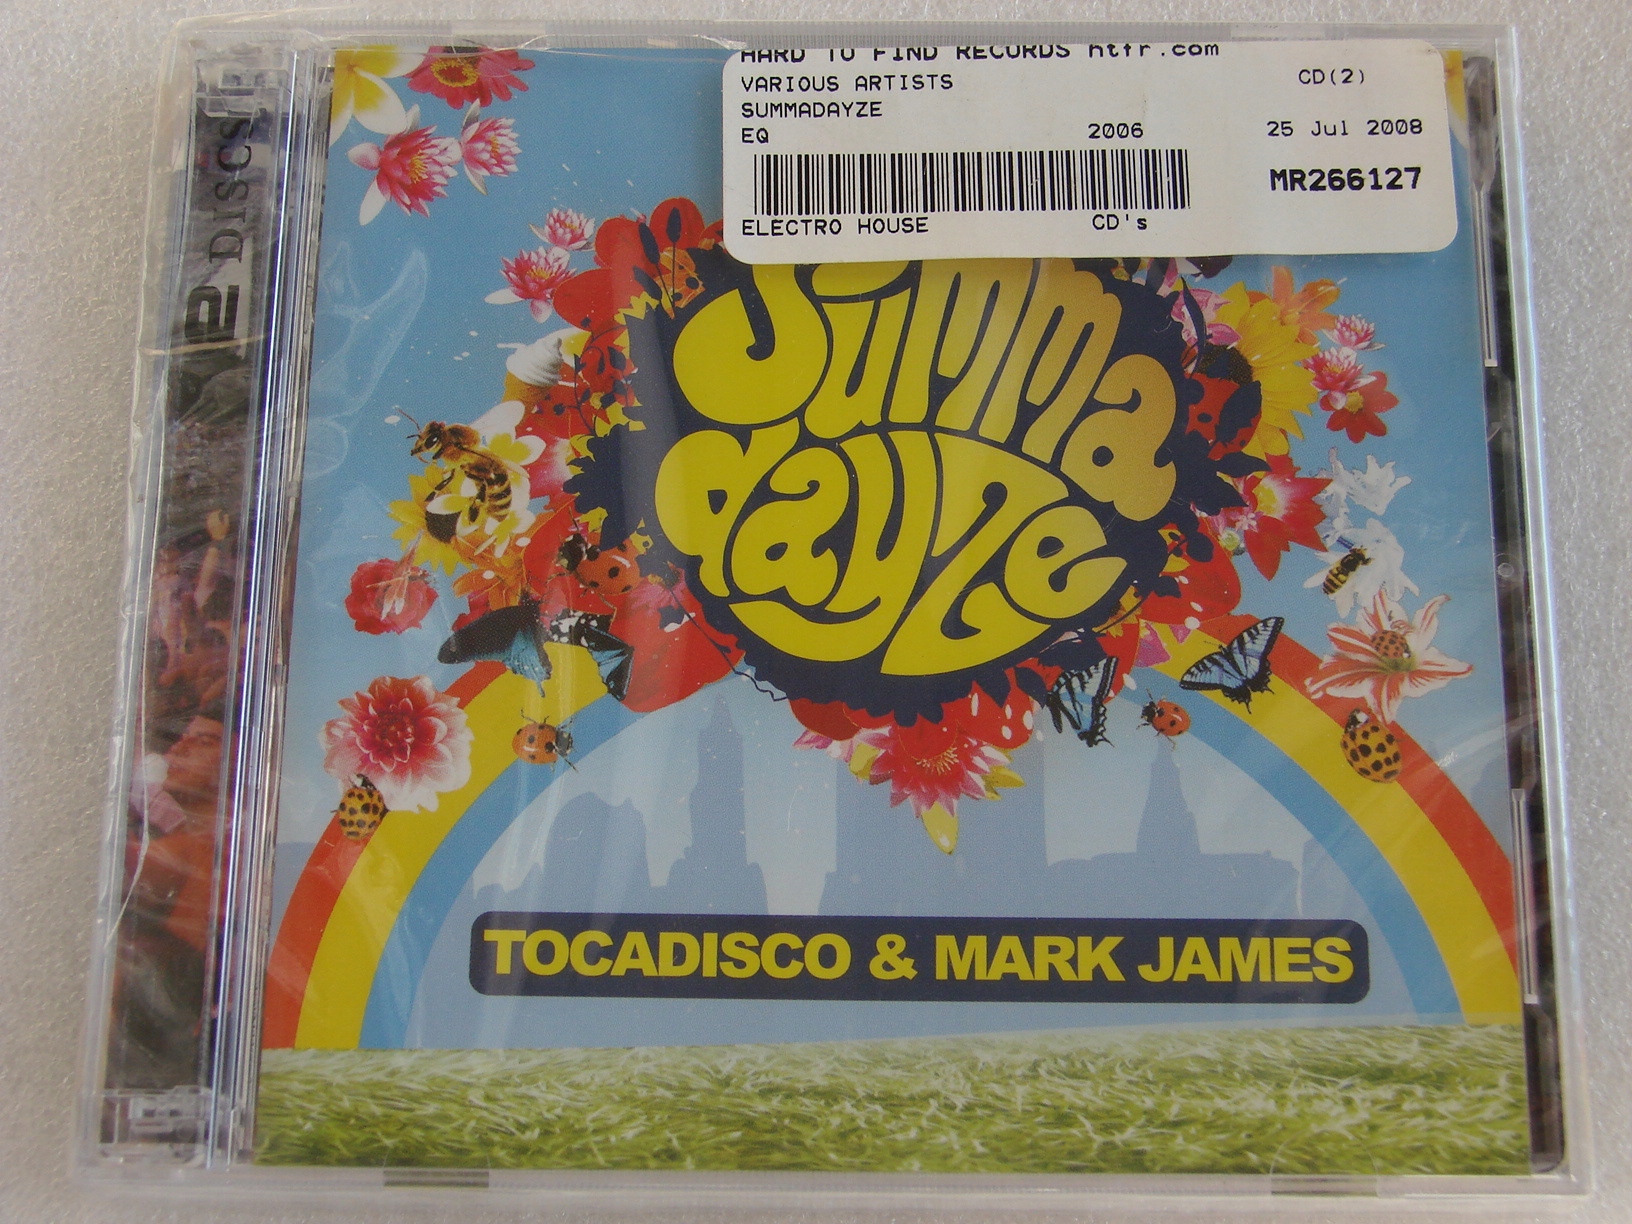 HARD TO FIND RECORDS htfr.com
VARIOUS ARTISTS CD(2)
SUMMADAYZE
EQ 2006 25 Jul 2008
MR266127
ELECTRO HOUSE CD's
2 DISCS
Summa
dayze
TOCADISCO & MARK JAMES